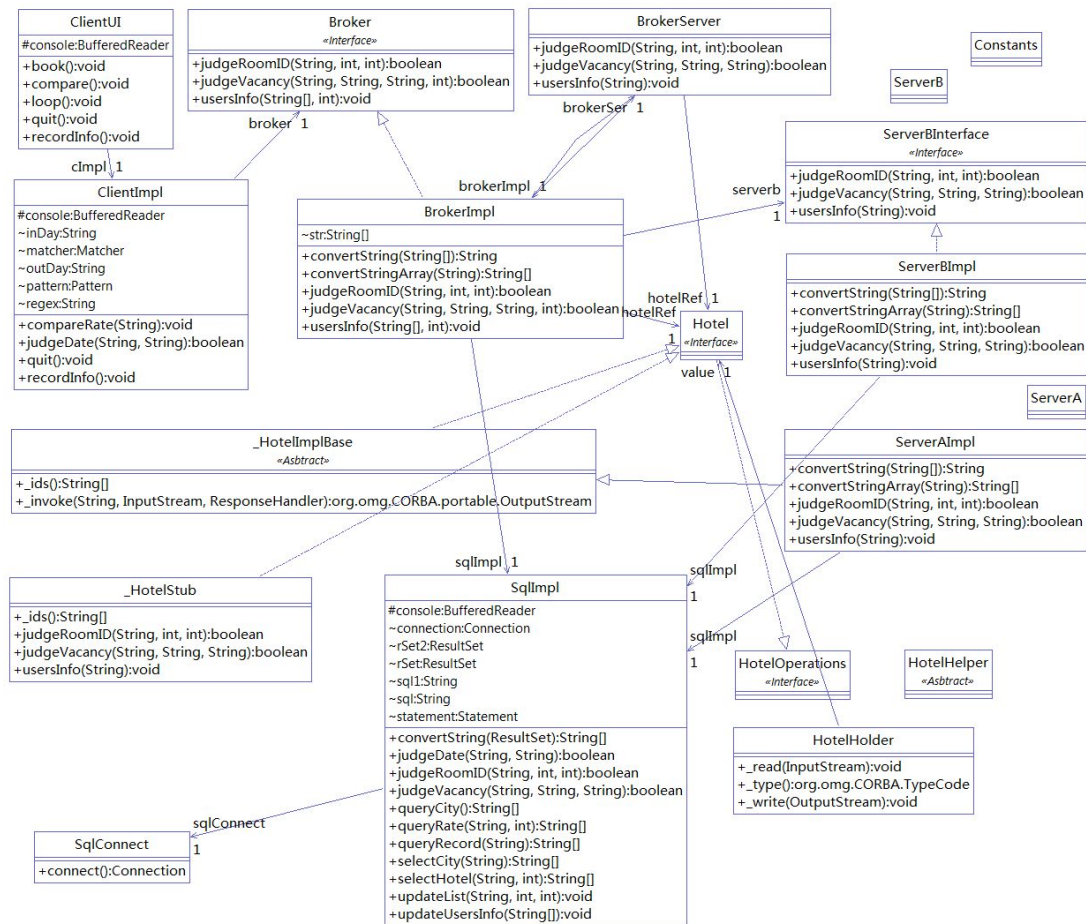 ClientUI
#console:BufferedReader
+book():void
+compare():void
+loop():void
+quit():void
+recordInfo():void
Broker
«Interface»
+judgeRoomID(String, int, int):boolean
+judgeVacancy(String, String, String, int):boolean
+usersInfo(String[], int):void
BrokerServer
+judgeRoomID(String, int, int):boolean
+judgeVacancy(String, String, String):boolean
+usersInfo(String):void
Constants
ServerB
broker 1
brokerSer 1
cImpl 1
ClientImpl
#console:BufferedReader
~inDay:String
~matcher:Matcher
~outDay:String
~pattern:Pattern
~regex:String
+compareRate(String):void
+judgeDate(String, String):boolean
+quit():void
+recordInfo():void
brokerImpl 1
BrokerImpl
~str:String[]
+convertString(String[]):String
+convertStringArray(String):String[]
+judgeRoomID(String, int, int):boolean
+judgeVacancy(String, String, String, int):boolean
+usersInfo(String[], int):void
serverb
1
ServerBInterface
«Interface»
+judgeRoomID(String, int, int):boolean
+judgeVacancy(String, String, String):boolean
+usersInfo(String):void
ServerBImpl
+convertString(String[]):String
+convertStringArray(String):String[]
+judgeRoomID(String, int, int):boolean
+judgeVacancy(String, String, String):boolean
+usersInfo(String):void
hotelRef 1
hotelRef
1
Hotel
«Interface»
value 1
ServerA
_HotelImplBase
«Asbtract»
+_ids():String[]
+_invoke(String, InputStream, ResponseHandler):org.omg.CORBA.portable.OutputStream
ServerAImpl
+convertString(String[]):String
+convertStringArray(String):String[]
+judgeRoomID(String, int, int):boolean
+judgeVacancy(String, String, String):boolean
+usersInfo(String):void
_HotelStub
+_ids():String[]
+judgeRoomID(String, int, int):boolean
+judgeVacancy(String, String, String):boolean
+usersInfo(String):void
sqlImpl 1
sqlImpl
1
sqlImpl
1
SqlImpl
#console:BufferedReader
~connection:Connection
~rSet2:ResultSet
~rSet:ResultSet
~sql1:String
~sql:String
~statement:Statement
+convertString(ResultSet):String[]
+judgeDate(String, String):boolean
+judgeRoomID(String, int, int):boolean
+judgeVacancy(String, String, String):boolean
+queryCity():String[]
+queryRate(String, int):String[]
+queryRecord(String):String[]
+selectCity(String):String[]
+selectHotel(String, int):String[]
+updateList(String, int, int):void
+updateUsersInfo(String[]):void
HotelOperations
«Interface»
HotelHelper
«Asbtract»
HotelHolder
+_read(InputStream):void
+_type():org.omg.CORBA.TypeCode
+_write(OutputStream):void
sqlConnect
1
SqlConnect
+connect():Connection